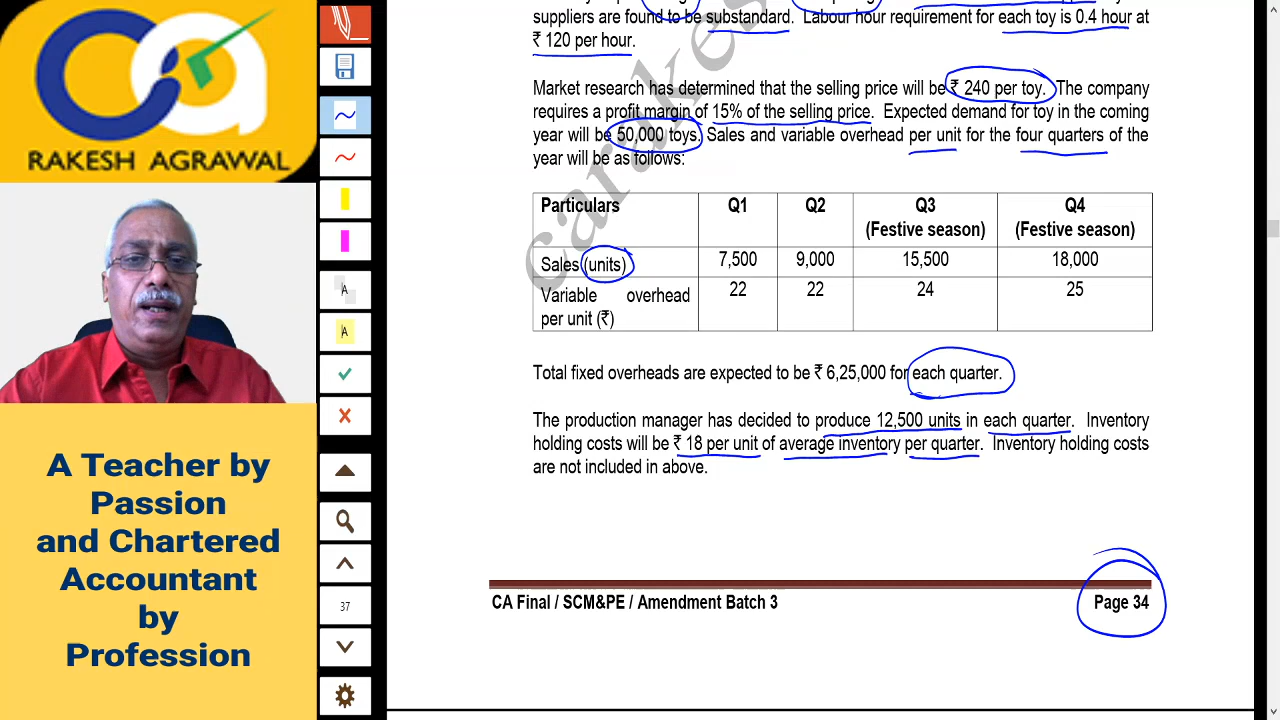 RAKESH AGRAWAL
A Teacher by
Passion
and Chartered
Accountant
by
Profession
A
A
37
suppliers are found to be substandard. Labour hour requirement for each toy is 0.4 hour at
₹ 120 per hour.
Market research has determined that the selling price will be ₹ 240 per toy. The company
requires a profit margin of 15% of the selling price. Expected demand for toy in the coming
year will be 50,000 toys. Sales and variable overhead per unit for the four quarters of the
year will be as follows:
Particulars Q1 Q2 Q3 Q4
(Festive season) (Festive season)
Sales (units) 7,500 9,000 15,500 18,000
Variable overhead 22 22 24 25
per unit (₹)
Total fixed overheads are expected to be ₹ 6,25,000 for each quarter.
The production manager has decided to produce 12,500 units in each quarter. Inventory
holding costs will be ₹ 18 per unit of average inventory per quarter. Inventory holding costs
are not included in above.
CA Final / SCM&PE / Amendment Batch 3 Page 34